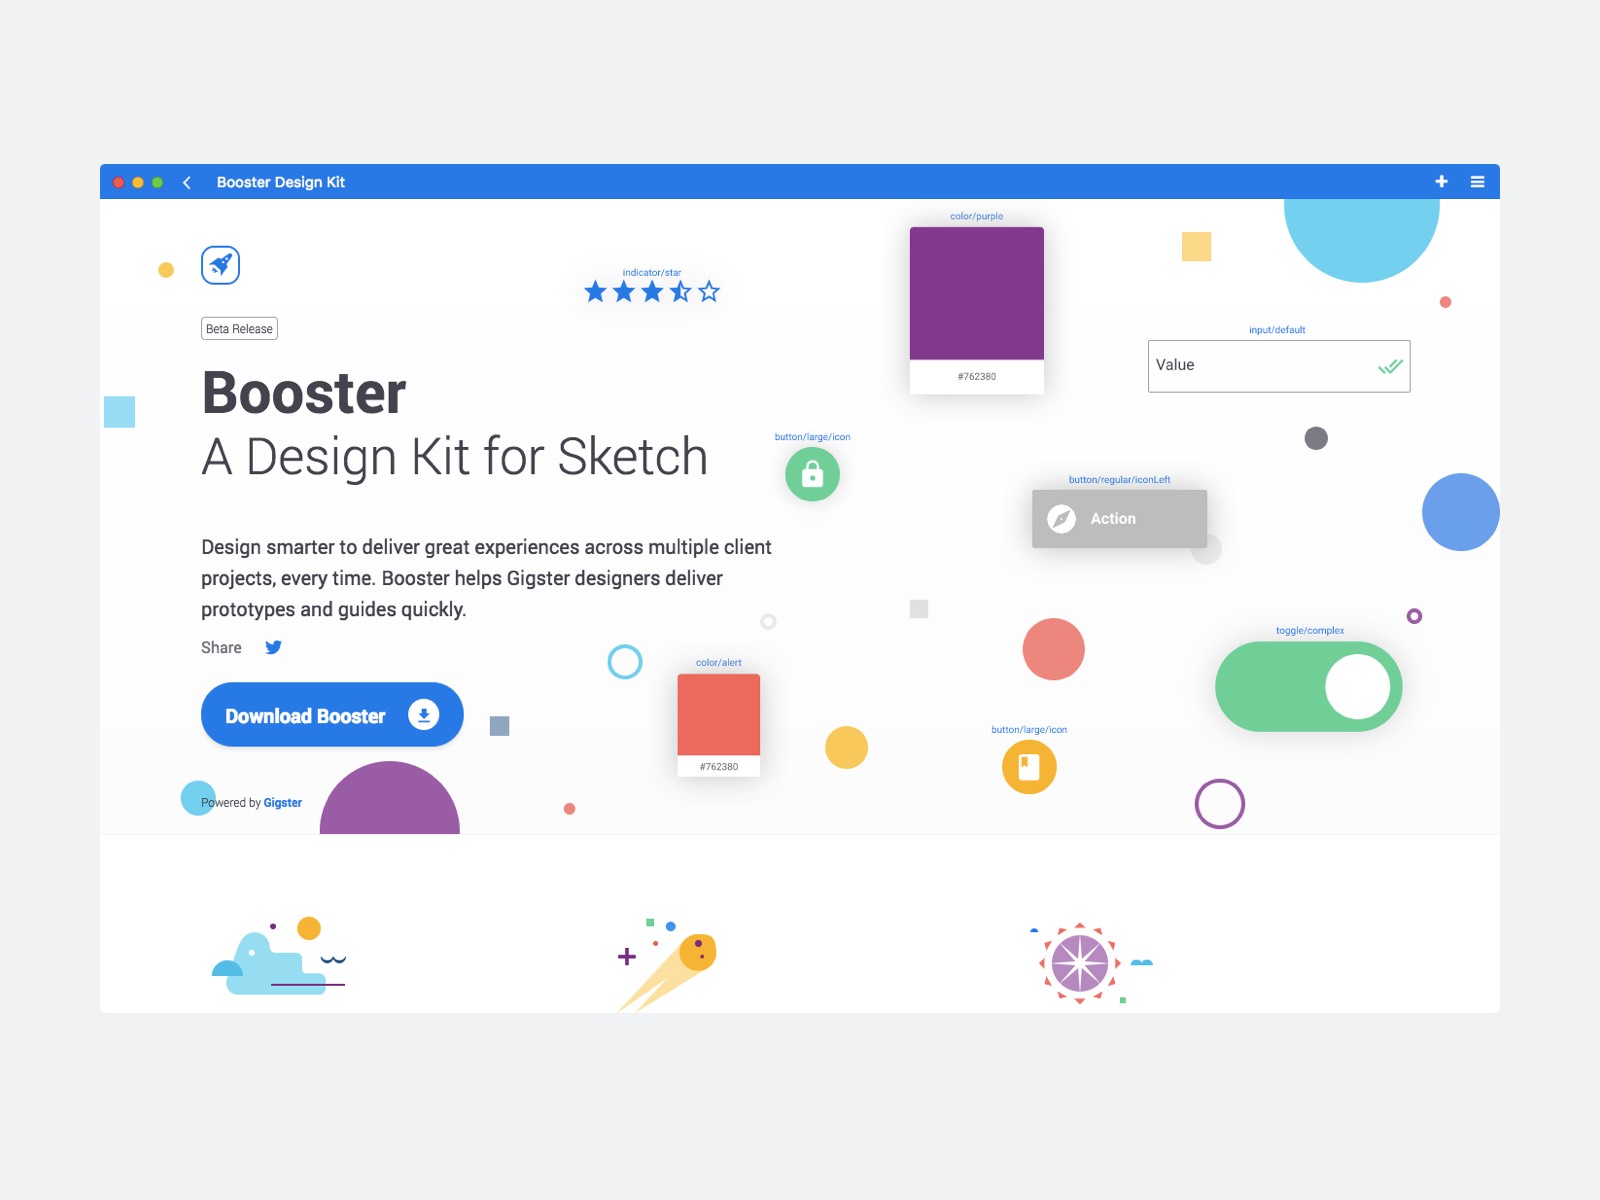 Booster Design Kit
color/purple
indicator/star
Beta Release
input/default
Value
#762380
Booster
A Design Kit for Sketch
button/large/icon
button/regular/iconLeft
Action
Design smarter to deliver great experiences across multiple client
projects, every time. Booster helps Gigster designers deliver
prototypes and guides quickly.
Share
toggle/complex
color/alert
Download Booster
button/large/icon
#762380
Powered by Gigster